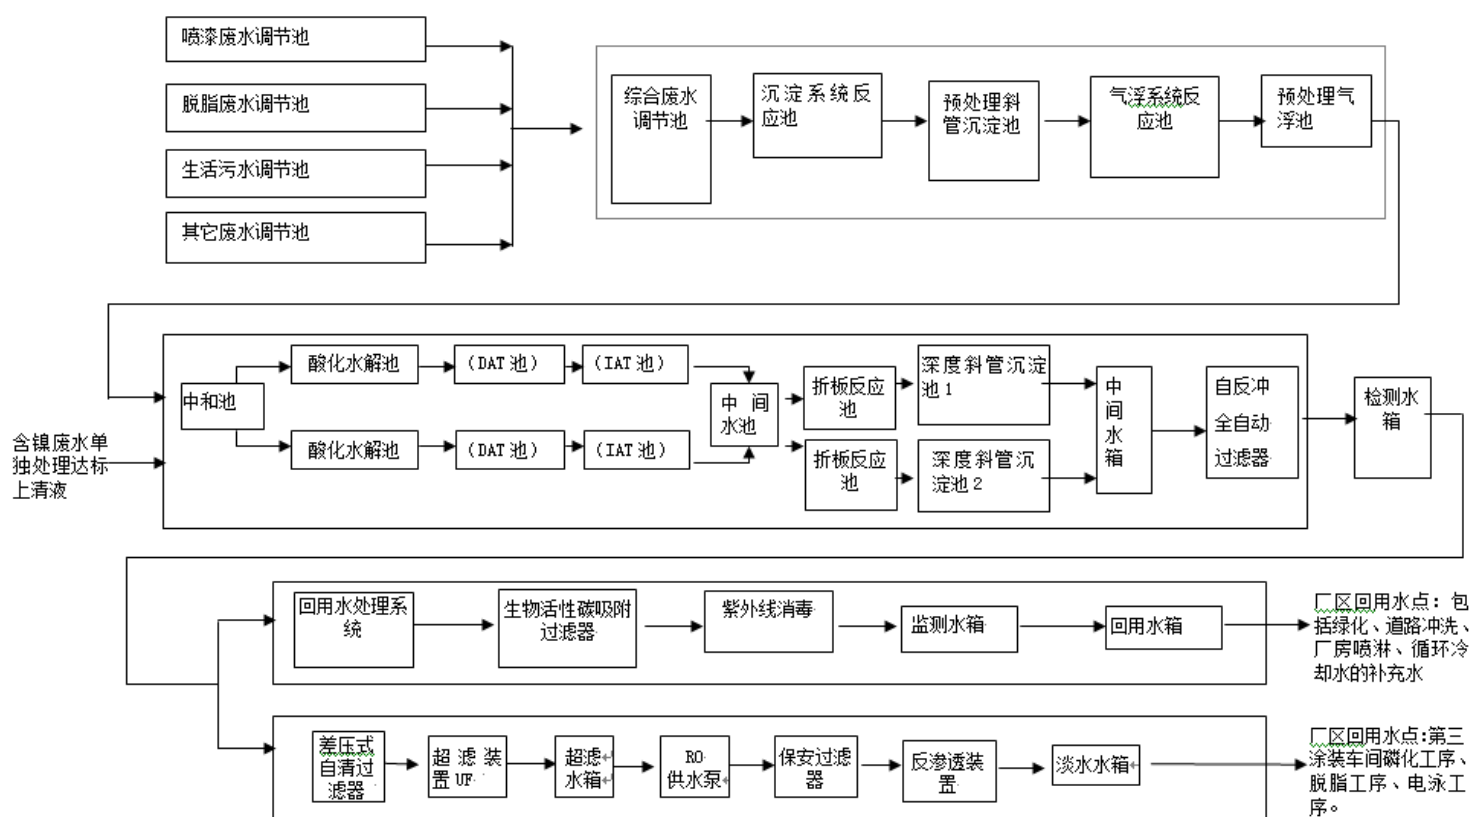 喷漆废水调节池
脱脂废水调节池
生活污水调节池
其它废水调节池
综合废水
调节池
沉淀系统反
应池
预处理斜
管沉淀池
气浮系统反
应池
预处理气
浮池
含镍废水单
独处理达标
上清液
中和池
酸化水解池
(DAT 池)
(IAT 池)
酸化水解池
(DAT 池)
(IAT 池)
中间
水池
折板反应
池
深度斜管沉淀
池1
折板反应
池
深度斜管沉
淀池2
中
间
水
箱
自反冲
全自动
过滤器
检测水
箱
回用水处理系
统
生物活性碳吸附
过滤器
紫外线消毒
监测水箱
回用水箱
厂区回用水点：包
括绿化、道路冲洗、
厂房喷淋、循环冷
却水的补充水
差压式
自清过
滤器
超滤装
置UF
超滤
水箱
RO
供水泵
保安过滤
器
反渗透装
置
淡水水箱
厂区回用水点:第三
涂装车间磷化工序、
脱脂工序、电泳工
序。